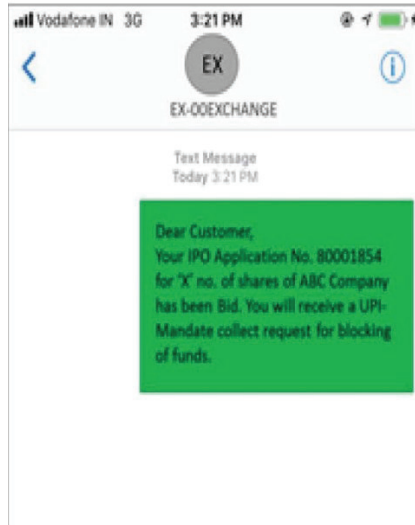 Vodafone IN 3G 3:21 PM
EX
EX-00EXCHANGE
Text Message
Today 3:21 PM
Dear Customer,
Your IPO Application No. 80001854
for "X" no. of shares of ABC Company
has been Bid. You will receive a UPI-
Mandate collect request for blocking
of funds.